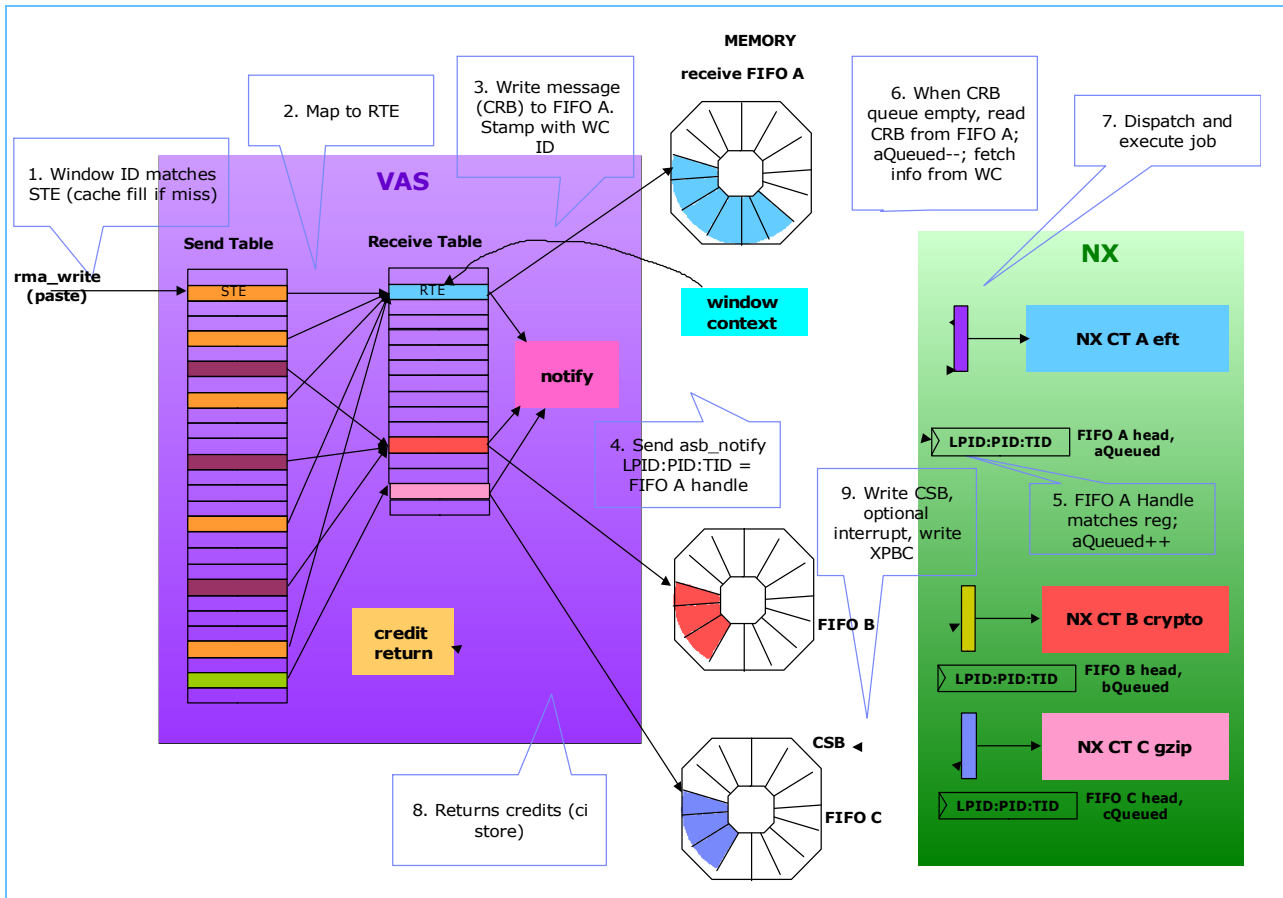 MEMORY
receive FIFO A
3. Write message
(CRB) to FIFO A.
Stamp with WC
ID
2. Map to RTE
6. When CRB
queue empty, read
CRB from FIFO A;
aQueued--; fetch
info from WC
7. Dispatch and
execute job
1. Window ID matches
STE (cache fill if miss)
VAS
Send Table
Receive Table
rma_write
(paste)
STE
RTE
window
context
notify
NX
NX CT A eft
4. Send asb_notify
LPID:PID:TID =
FIFO A handle
LPID:PID:TID
FIFO A head,
aQueued
5. FIFO A Handle
matches reg;
aQueued++
9. Write CSB,
optional
interrupt, write
XPBC
FIFO B
NX CT B crypto
LPID:PID:TID
FIFO B head,
bQueued
credit
return
CSB
FIFO C
NX CT C gzip
LPID:PID:TID
FIFO C head,
cQueued
8. Returns credits (ci
store)